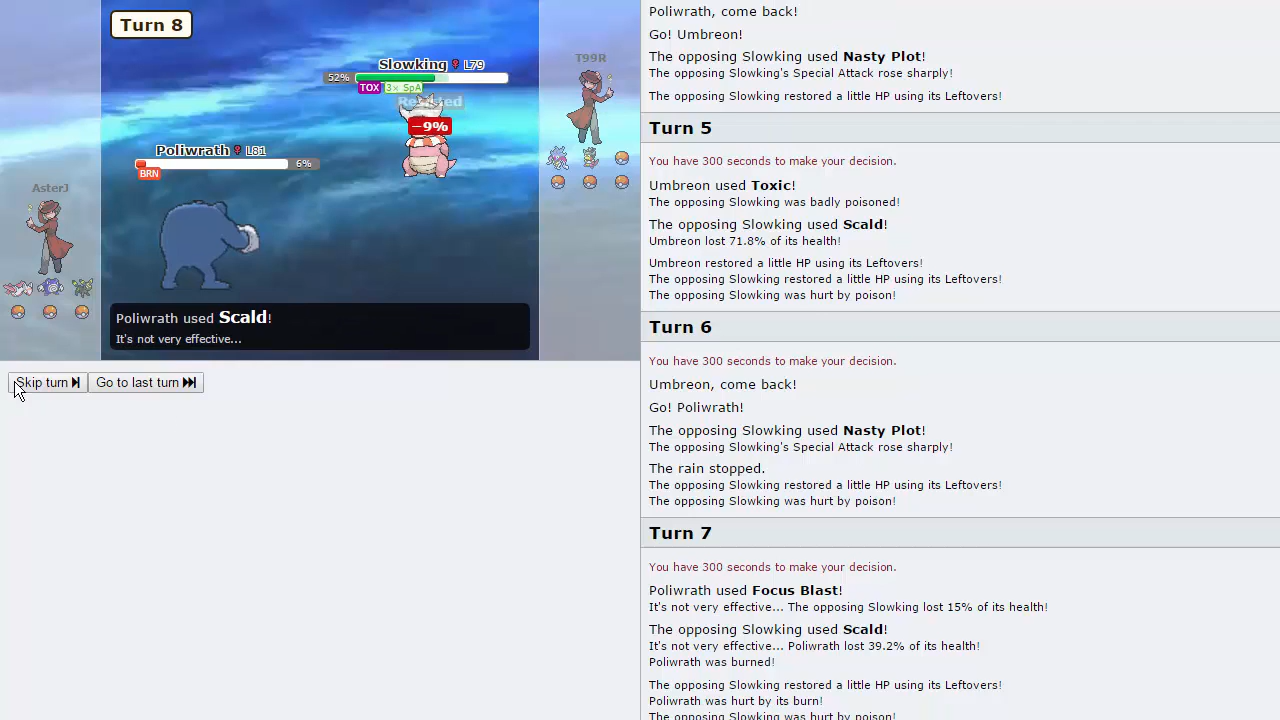 Turn 8
Slowking L79
52%
TOX 3× SpA
Resisted
−9%
Poliwrath L81
6%
BRN
T99R
AsterJ
Poliwrath used Scald!
It's not very effective...
Skip turn Go to last turn
Poliwrath, come back!
Go! Umbreon!
The opposing Slowking used Nasty Plot!
The opposing Slowking's Special Attack rose sharply!
The opposing Slowking restored a little HP using its Leftovers!
Turn 5
You have 300 seconds to make your decision.
Umbreon used Toxic!
The opposing Slowking was badly poisoned!
The opposing Slowking used Scald!
Umbreon lost 71.8% of its health!
Umbreon restored a little HP using its Leftovers!
The opposing Slowking restored a little HP using its Leftovers!
The opposing Slowking was hurt by poison!
Turn 6
You have 300 seconds to make your decision.
Umbreon, come back!
Go! Poliwrath!
The opposing Slowking used Nasty Plot!
The opposing Slowking's Special Attack rose sharply!
The rain stopped.
The opposing Slowking restored a little HP using its Leftovers!
The opposing Slowking was hurt by poison!
Turn 7
You have 300 seconds to make your decision.
Poliwrath used Focus Blast!
It's not very effective... The opposing Slowking lost 15% of its health!
The opposing Slowking used Scald!
It's not very effective... Poliwrath lost 39.2% of its health!
Poliwrath was burned!
The opposing Slowking restored a little HP using its Leftovers!
Poliwrath was hurt by its burn!
The opposing Slowking was hurt by poison!